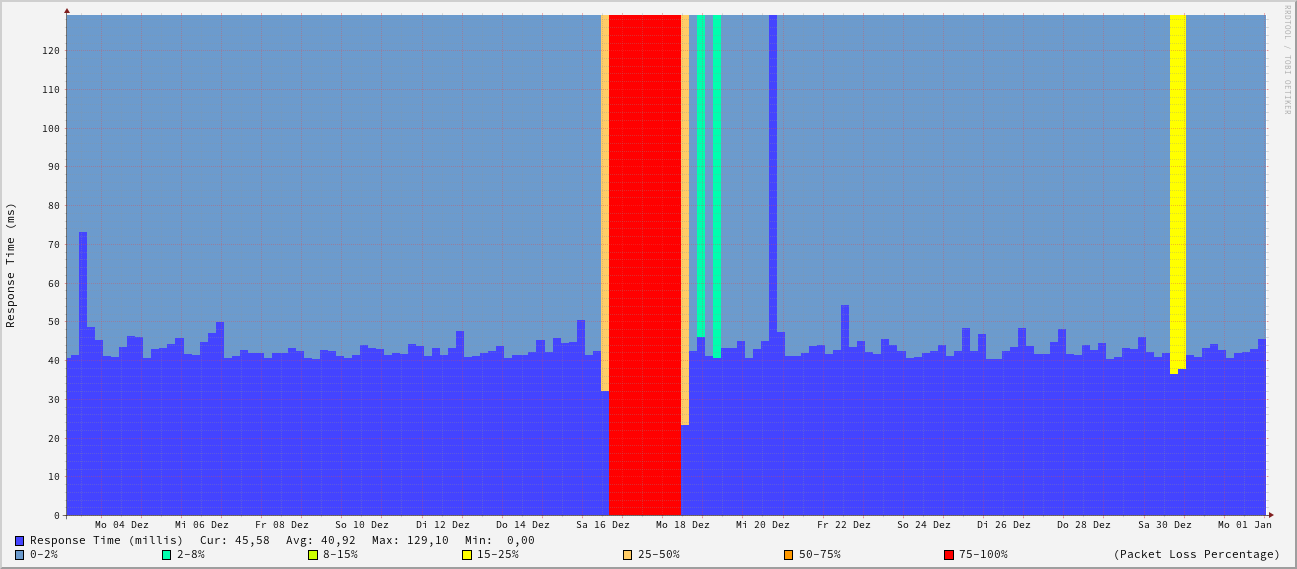 RRDTOOL / TOBI OETIKER
Response Time (ms)
120
110
100
90
80
70
60
50
40
30
20
10
0
Mo 04 Dez Mi 06 Dez Fr 08 Dez So 10 Dez Di 12 Dez Do 14 Dez Sa 16 Dez Mo 18 Dez Mi 20 Dez Fr 22 Dez So 24 Dez Di 26 Dez Do 28 Dez Sa 30 Dez Mo 01 Jan
Response Time (millis) Cur: 45,58 Avg: 40,92 Max: 129,10 Min: 0,00
0-2% 2-8% 8-15% 15-25% 25-50% 50-75% 75-100% (Packet Loss Percentage)